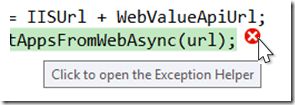 = IISUrl + WebValueApiUrl;
tAppsFromWebAsync(url);
Click to open the Exception Helper